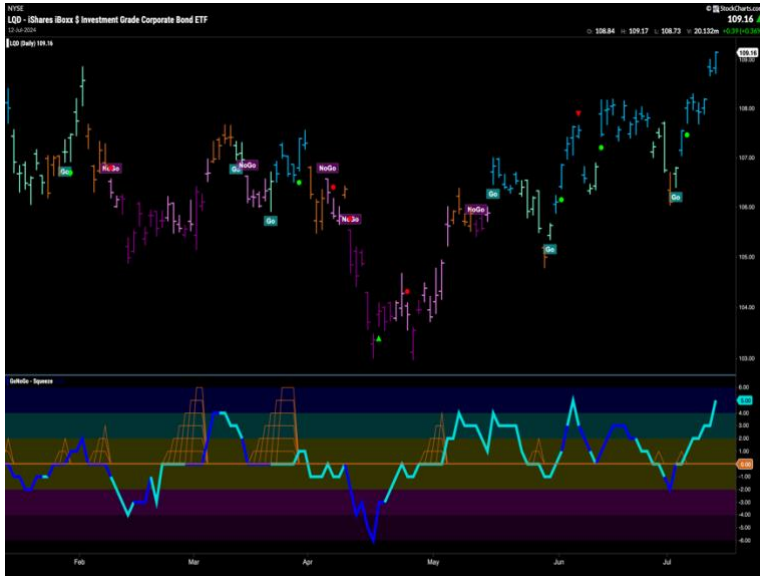 NYSE
© StockCharts.com
LQD - iShares iBoxx $ Investment Grade Corporate Bond ETF
109.16
12-Jul-2024
O: 108.84 H: 109.17 L: 108.73 V: 20.132m +0.39 (+0.36%)
LQD (Daily) 109.16
109.16
109.00
108.00
107.00
106.00
105.00
104.00
103.00
Go
NoGo
Go
NoGo
Go
NoGo
NoGo
NoGo
Go
Go
Go
GoNoGo - Squeeze
6.00
5.00
4.00
3.00
2.00
1.00
0.00
-1.00
-2.00
-3.00
-4.00
-5.00
-6.00
Feb
Mar
Apr
May
Jun
Jul